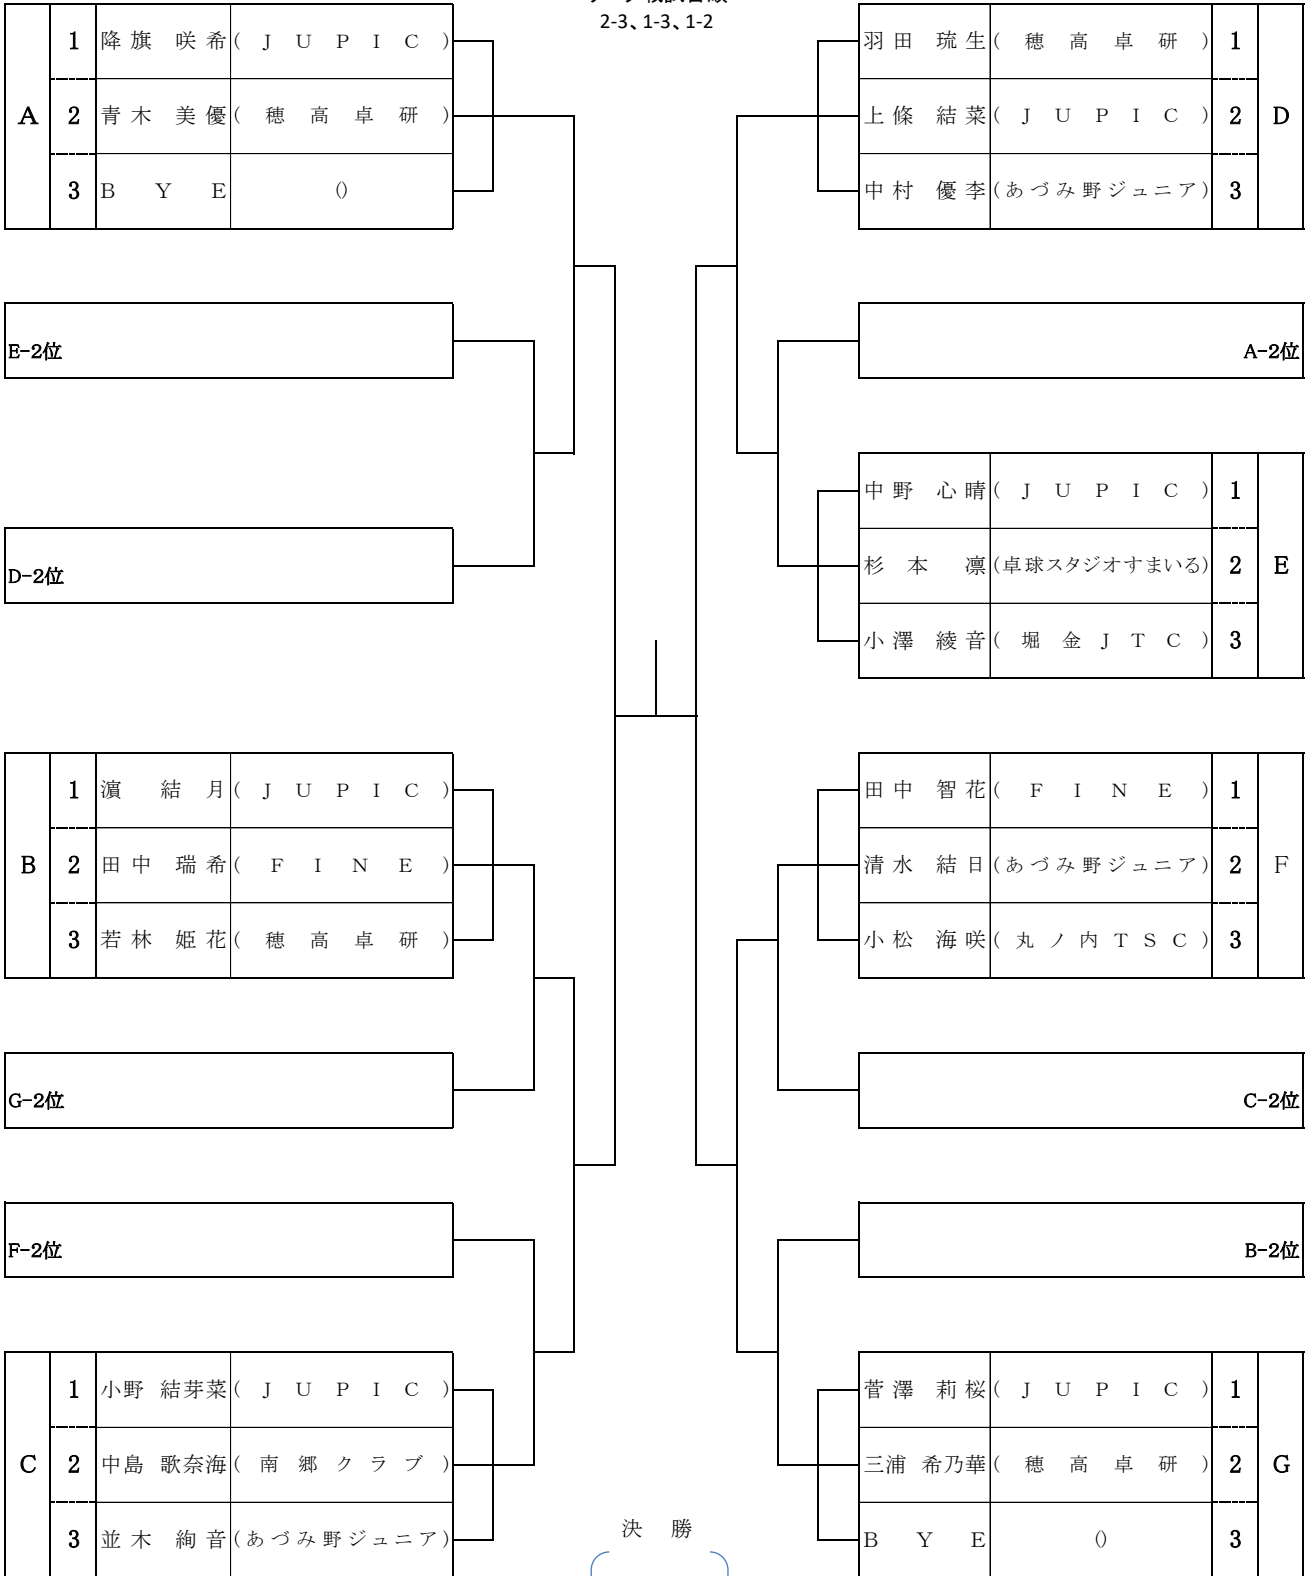 2-3、1-3、1-2
A
1 降旗 咲希 (JUPIC)
2 青木 美優 (穂高卓研)
3 BYE ()
E-2位
D-2位
B
1 濵 結月 (JUPIC)
2 田中 瑞希 (FINE)
3 若林 姫花 (穂高卓研)
G-2位
F-2位
C
1 小野 結芽菜 (JUPIC)
2 中島 歌奈海 (南郷クラブ)
3 並木 絢音 (あづみ野ジュニア)
羽田 琉生 (穂高卓研) 1
上條 結菜 (JUPIC) 2
中村 優李 (あづみ野ジュニア) 3
D
A-2位
中野 心晴 (JUPIC) 1
杉本 凛 (卓球スタジオすまいる) 2
小澤 綾音 (堀金JTC) 3
E
田中 智花 (FINE) 1
清水 結日 (あづみ野ジュニア) 2
小松 海咲 (丸ノ内TSC) 3
F
C-2位
B-2位
菅澤 莉桜 (JUPIC) 1
三浦 希乃華 (穂高卓研) 2
BYE () 3
G
決 勝